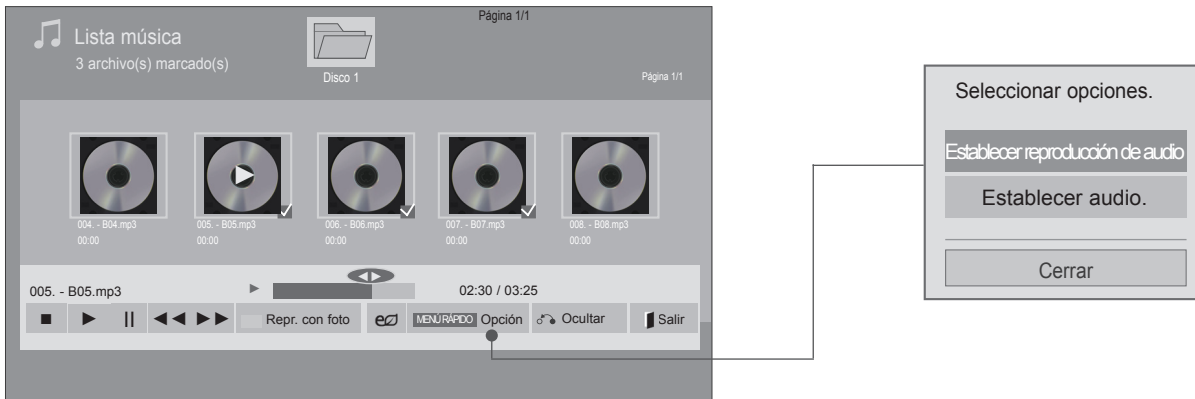 Página 1/1
Lista música
3 archivo(s) marcado(s)
Disco 1
Página 1/1
004. - B04.mp3
00:00
005. - B05.mp3
00:00
006. - B06.mp3
00:00
007. - B07.mp3
00:00
008. - B08.mp3
00:00
005. - B05.mp3
02:30 / 03:25
Repr. con foto
MENÚ RÁPIDO Opción
Ocultar
Salir
Seleccionar opciones.
Establecer reproducción de audio
Establecer audio.
Cerrar